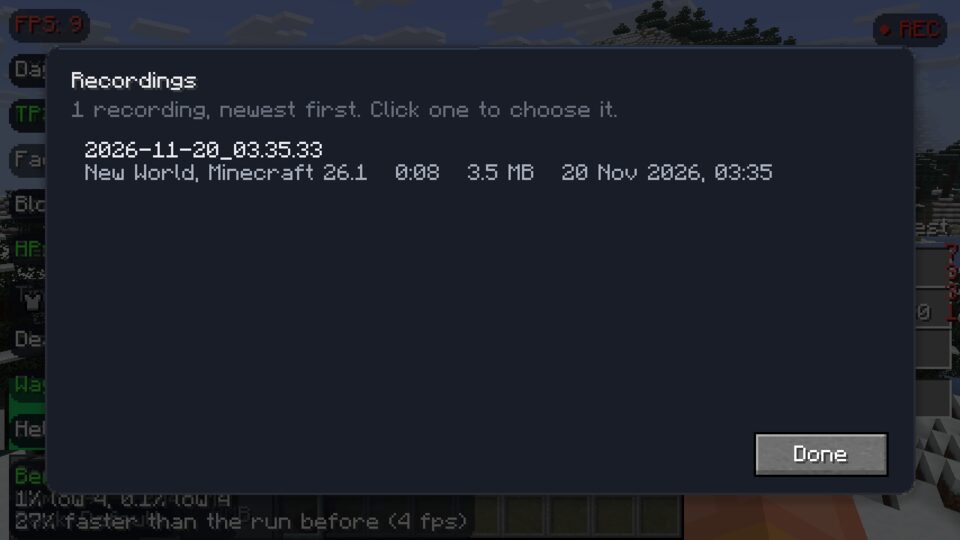 FPS: 9
REC
Recordings
1 recording, newest first. Click one to choose it.
2026-11-20_03.35.33
New World, Minecraft 26.1 0:08 3.5 MB 20 Nov 2026, 03:35
Done
1% low 4, 0.1% low 4
27% faster than the run before (4 fps)